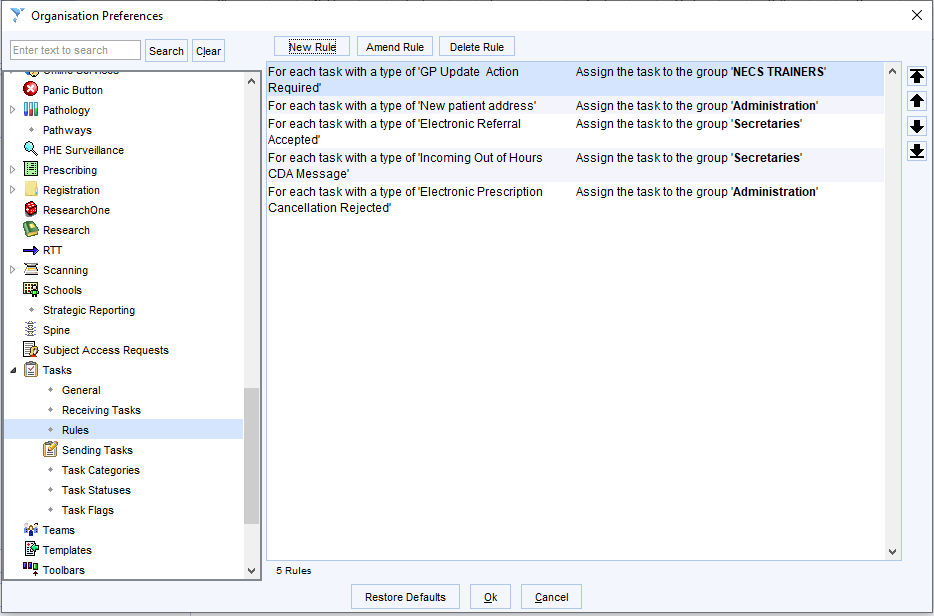 Organisation Preferences
Enter text to search
Search
Clear
New Rule
Amend Rule
Delete Rule
Online Services
Panic Button
Pathology
Pathways
PHE Surveillance
Prescribing
Registration
ResearchOne
Research
RTT
Scanning
Schools
Strategic Reporting
Spine
Subject Access Requests
Tasks
General
Receiving Tasks
Rules
Sending Tasks
Task Categories
Task Statuses
Task Flags
Teams
Templates
Toolbars
For each task with a type of 'GP Update  Action
Required'
Assign the task to the group 'NECS TRAINERS'
For each task with a type of 'New patient address'
Assign the task to the group 'Administration'
For each task with a type of 'Electronic Referral
Accepted'
Assign the task to the group 'Secretaries'
For each task with a type of 'Incoming Out of Hours
CDA Message'
Assign the task to the group 'Secretaries'
For each task with a type of 'Electronic Prescription
Cancellation Rejected'
Assign the task to the group 'Administration'
5 Rules
Restore Defaults
Ok
Cancel